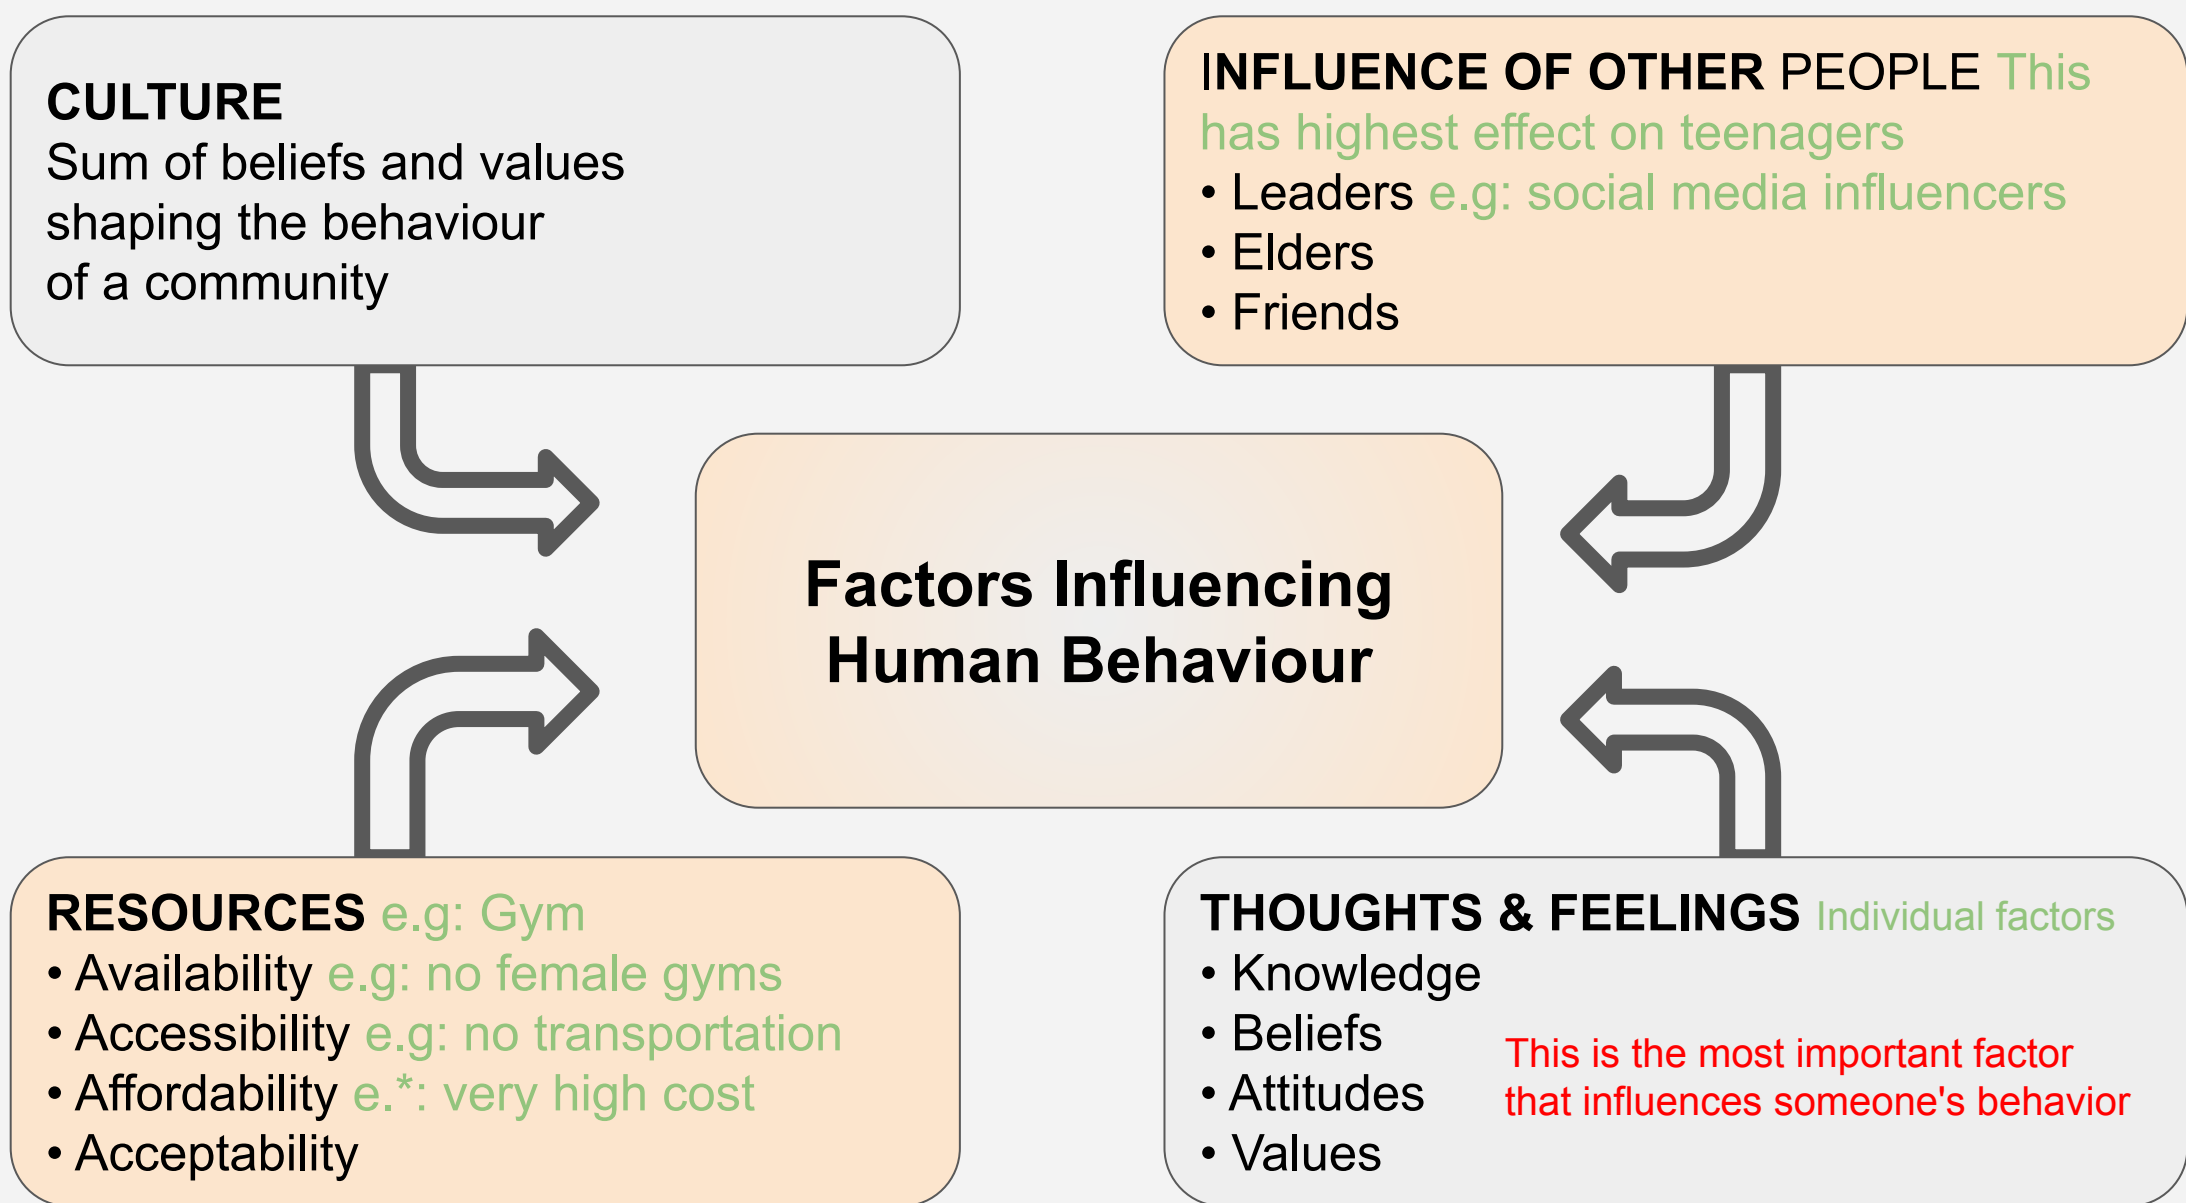 CULTURE
Sum of beliefs and values
shaping the behaviour
of a community
INFLUENCE OF OTHER PEOPLE This
has highest effect on teenagers
• Leaders e.g: social media influencers
• Elders
• Friends
Factors Influencing
Human Behaviour
RESOURCES e.g: Gym
• Availability e.g: no female gyms
• Accessibility e.g: no transportation
• Affordability e.*: very high cost
• Acceptability
THOUGHTS & FEELINGS Individual factors
• Knowledge
• Beliefs
• Attitudes
• Values
This is the most important factor
that influences someone's behavior